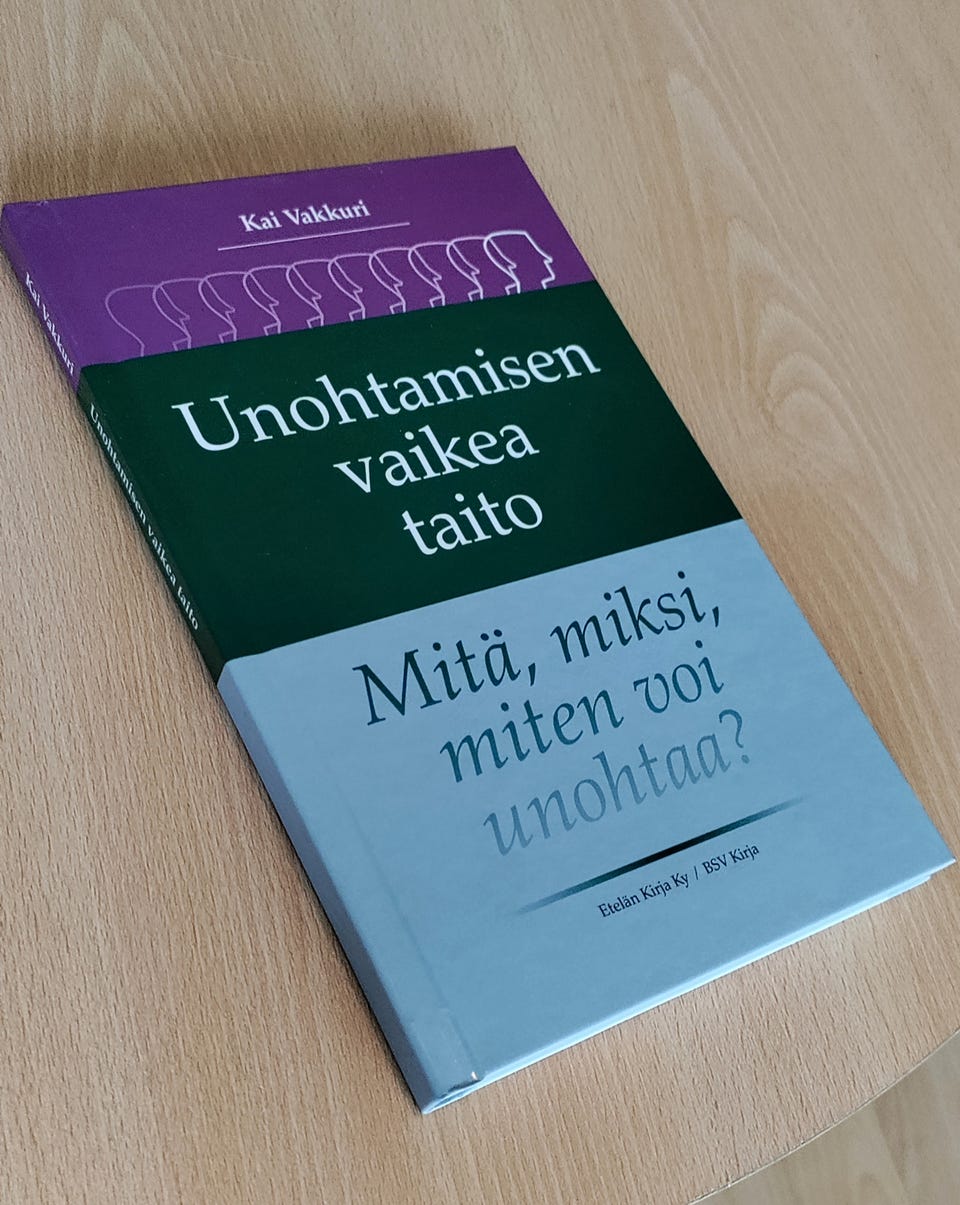 Kai Vakkuri
Unohtamisen
vaikea
taito
Mitä, miksi,
miten voi
unohtaa?
Etelän Kirja Ky / BSV Kirja
Kai Vakkuri
Unohtamisen vaikea taito